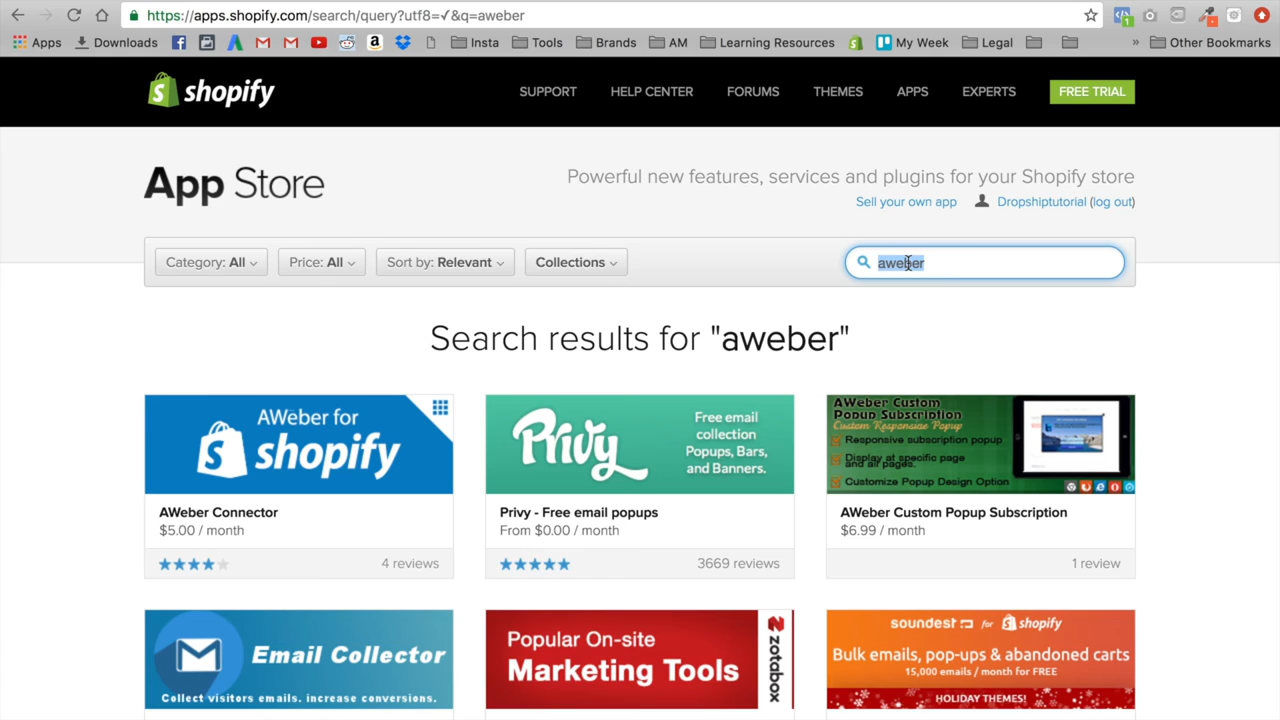 https://apps.shopify.com/search/query?utf8=✓&q=aweber
Apps
Downloads
Insta
Tools
Brands
AM
Learning Resources
My Week
Legal
»
Other Bookmarks
1
shopify
SUPPORT
HELP CENTER
FORUMS
THEMES
APPS
EXPERTS
FREE TRIAL
App Store
Powerful new features, services and plugins for your Shopify store
Sell your own app
Dropshiptutorial (log out)
Category: All
Price: All
Sort by: Relevant
Collections
aweber
Search results for "aweber"
AWeber for
shopify
AWeber Connector
$5.00 / month
4 reviews
Privy
Free email
collection
Popups, Bars,
and Banners.
Privy - Free email popups
From $0.00 / month
3669 reviews
AWeber Custom
Popup Subscription
Custom Responsive Popup
Responsive subscription popup
Display at specific page
and all pages.
Customize Popup Design Option
AWeber Custom Popup Subscription
$6.99 / month
1 review
Email Collector
Collect visitors emails. increase conversions.
Popular On-site
Marketing Tools
zotabox
soundest for shopify
Bulk emails, pop-ups & abandoned carts
15,000 emails / month for FREE
HOLIDAY THEMES!